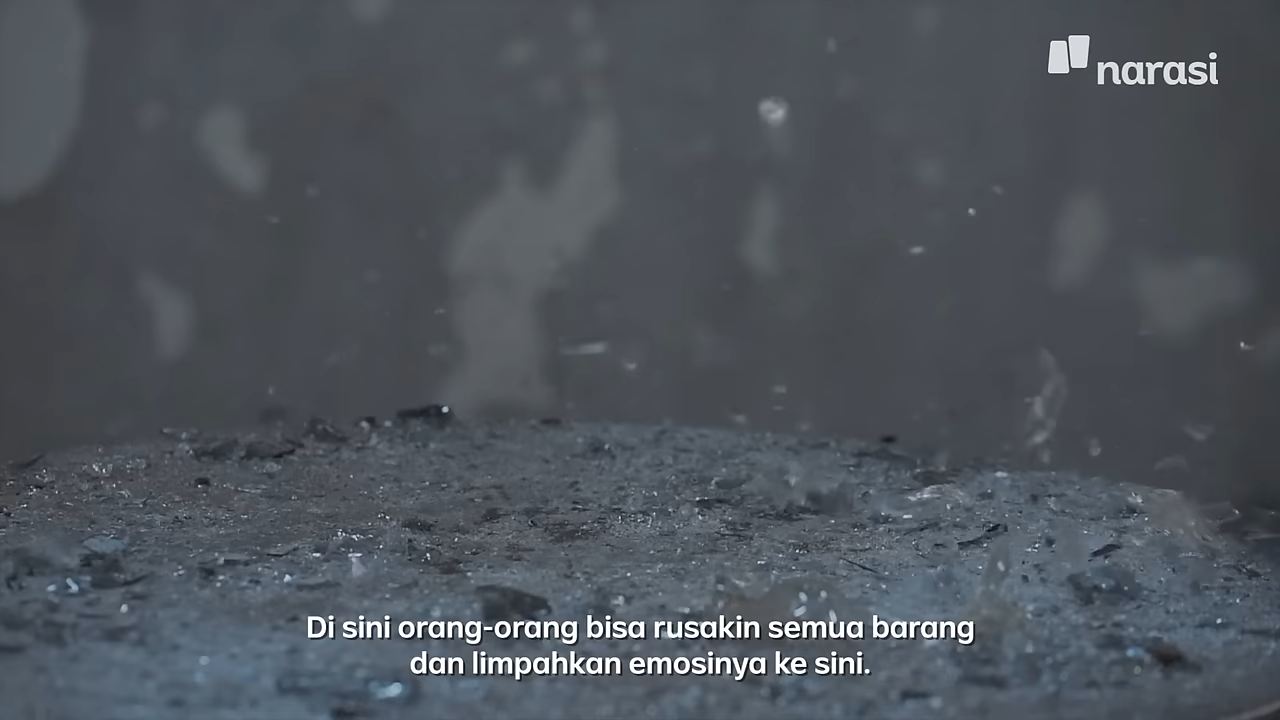 narasi
Di sini orang-orang bisa rusakin semua barang
dan limpahkan emosinya ke sini.